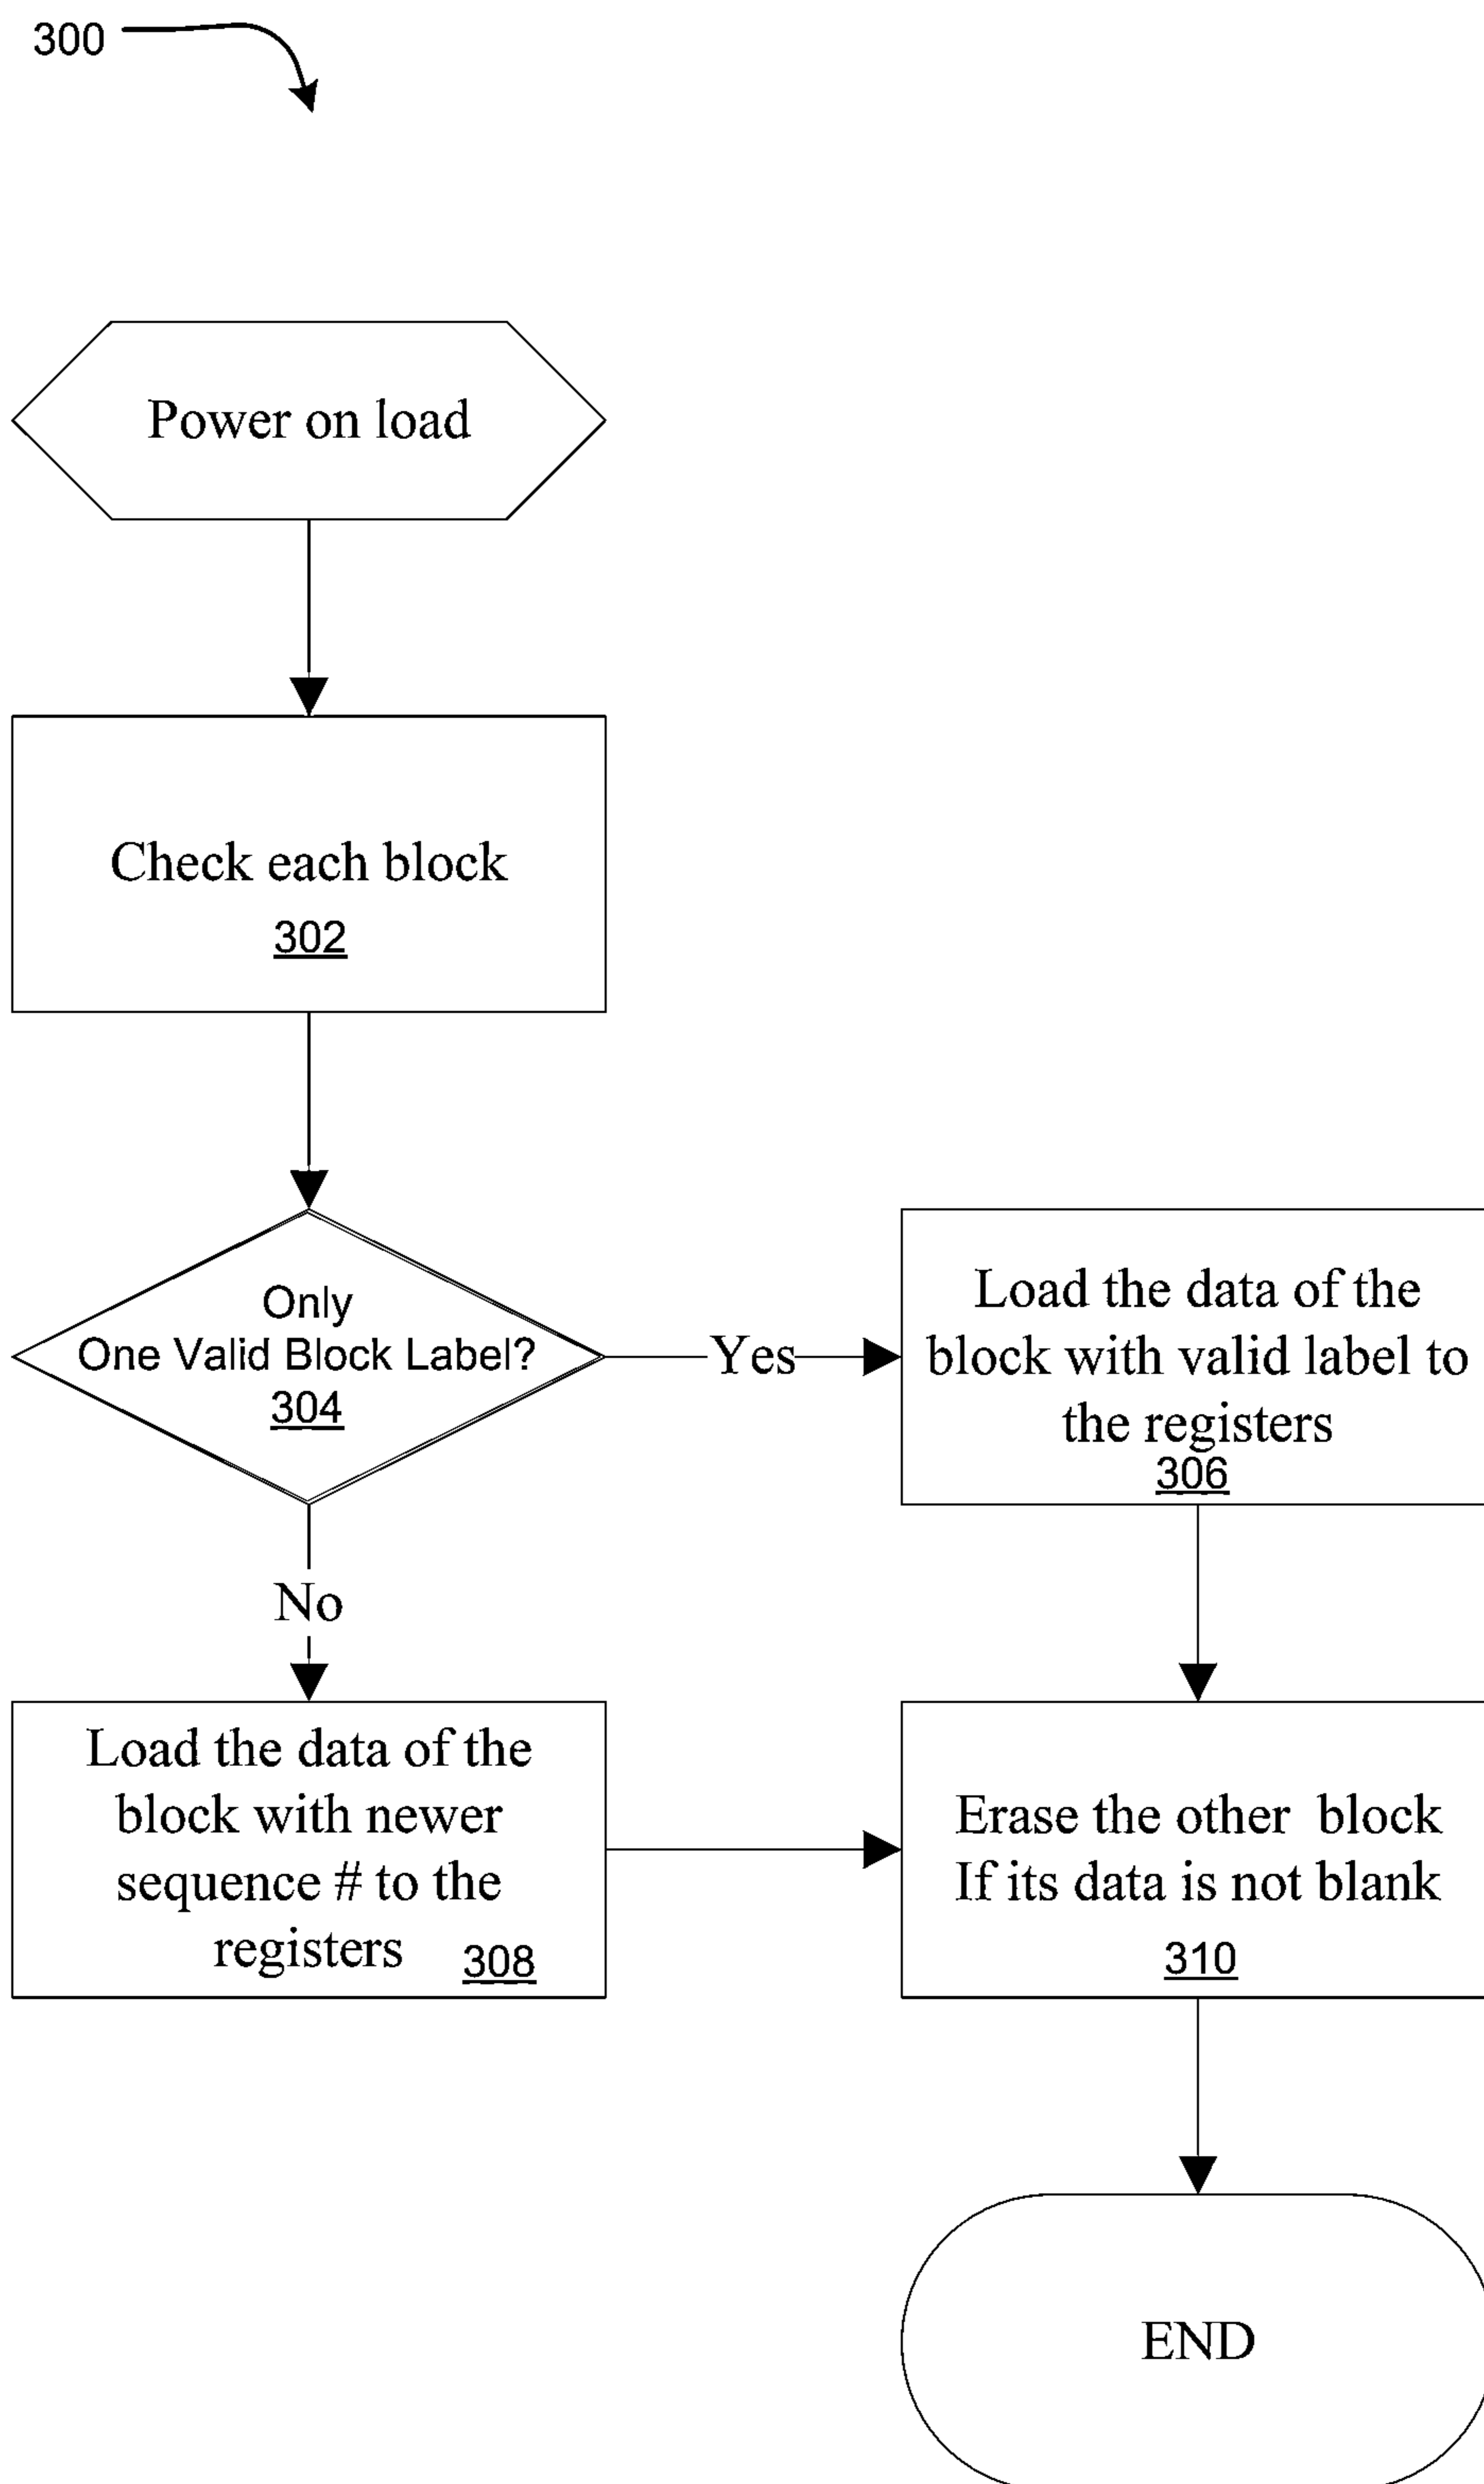 300
Power on load
Check each block
302
Only
One Valid Block Label?
304
Yes
Load the data of the
block with valid label to
the registers
306
No
Load the data of the
block with newer
sequence # to the
registers 308
Erase the other block
If its data is not blank
310
END